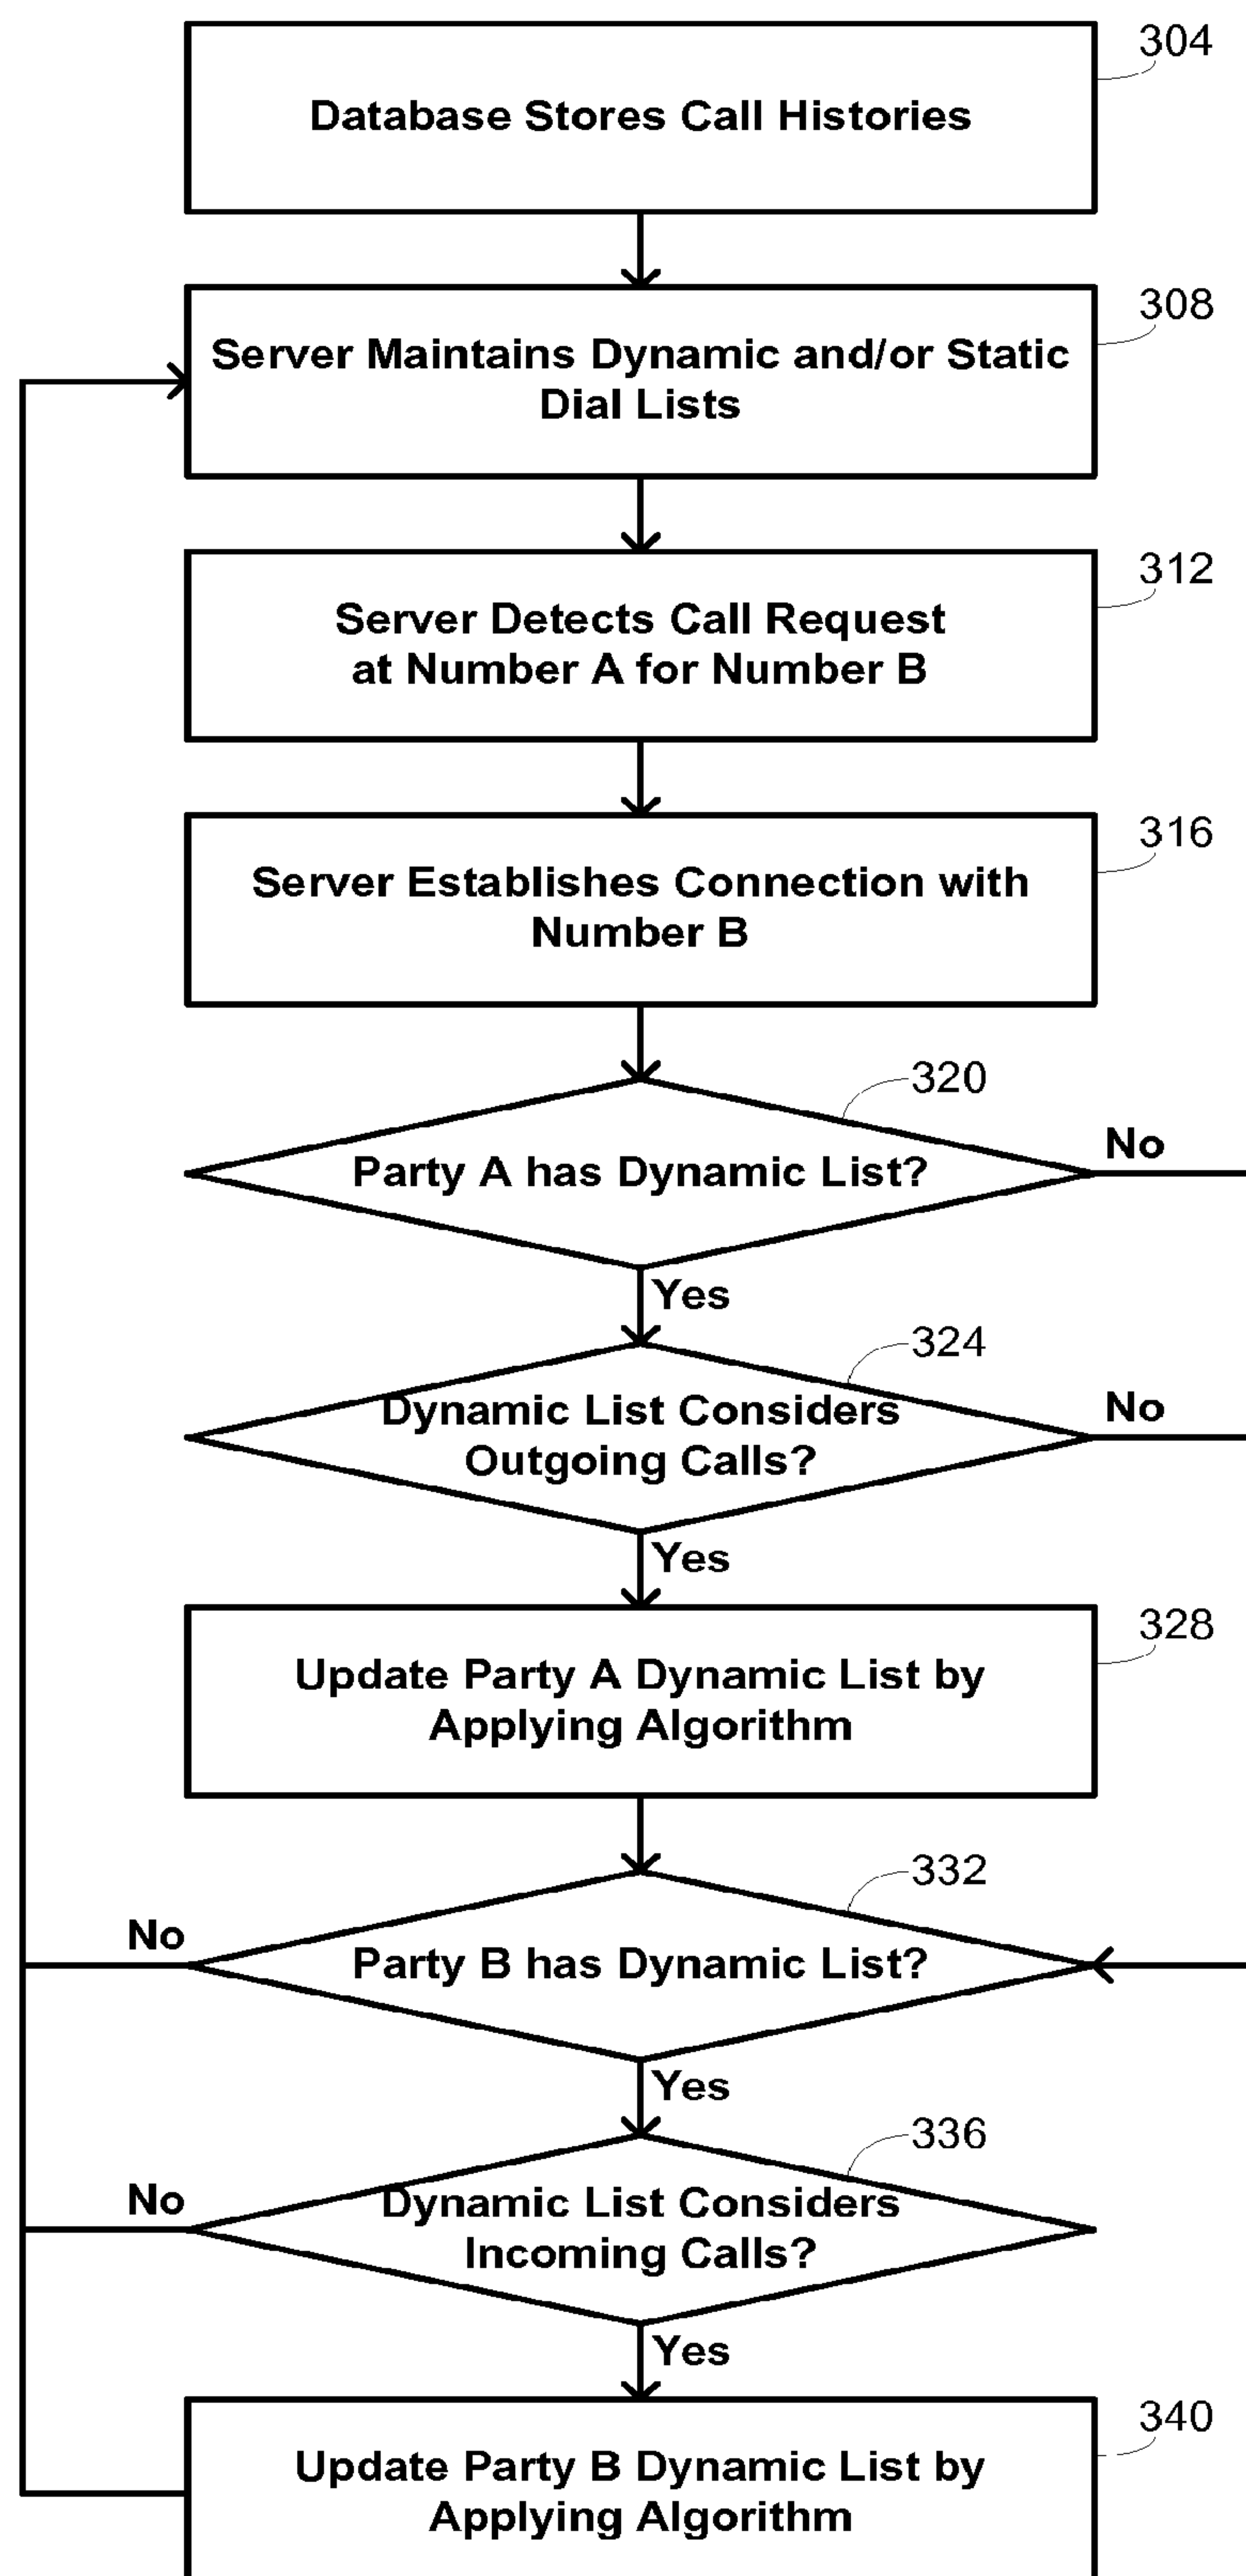 304
Database Stores Call Histories
308
Server Maintains Dynamic and/or Static
Dial Lists
312
Server Detects Call Request
at Number A for Number B
316
Server Establishes Connection with
Number B
320
Party A has Dynamic List?
No
Yes
324
Dynamic List Considers
Outgoing Calls?
No
Yes
328
Update Party A Dynamic List by
Applying Algorithm
332
No
Party B has Dynamic List?
Yes
336
No
Dynamic List Considers
Incoming Calls?
Yes
340
Update Party B Dynamic List by
Applying Algorithm